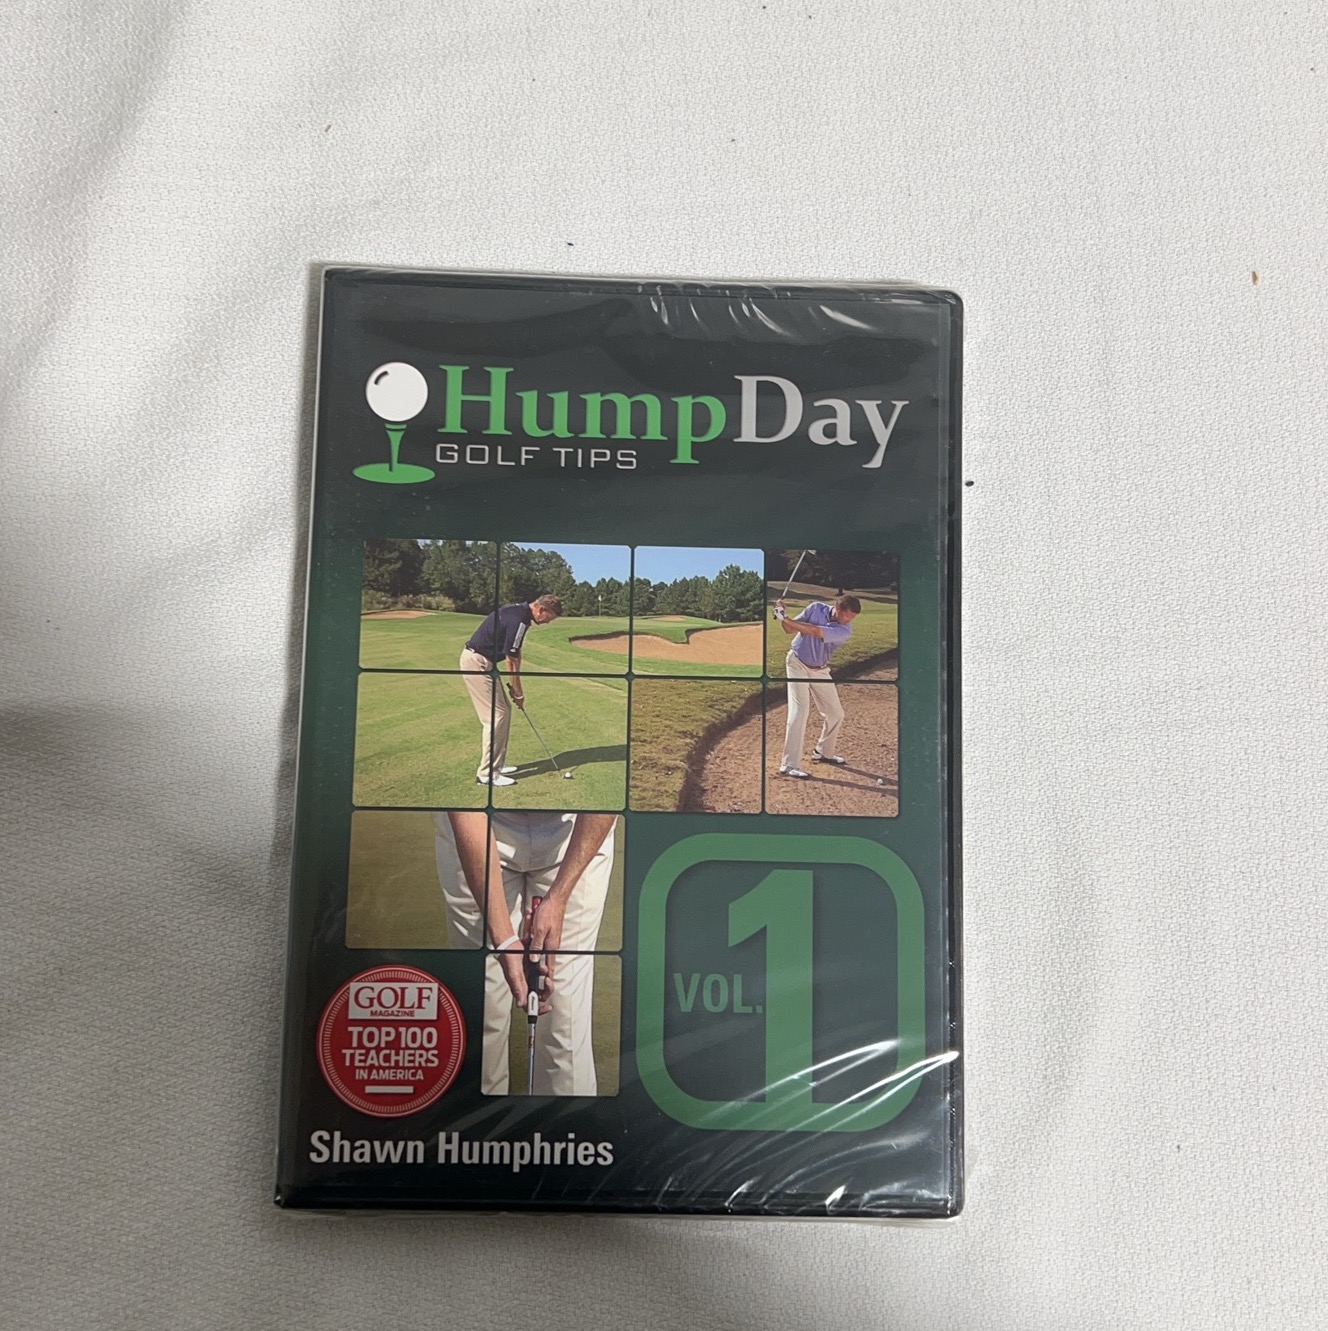 HumpDay
GOLF TIPS
VOL.1
GOLF
MAGAZINE
TOP 100
TEACHERS
IN AMERICA
Shawn Humphries